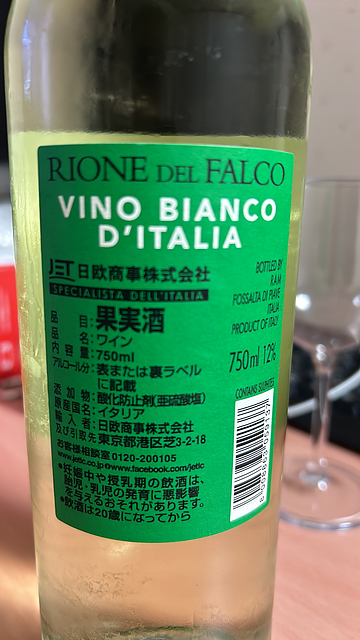 RIONE DEL FALCO
VINO BIANCO
D'ITALIA
JET 日欧商事株式会社
SPECIALISTA DELL'ITALIA
品目：果実酒
品名：ワイン
内容量：750ml
アルコール分：表または裏ラベル
に記載
添加物：酸化防止剤(亜硫酸塩)
原産国名：イタリア
輸入者：日欧商事株式会社
及び引取先 東京都港区芝3-2-18
お客様相談室 0120-200105
www.jetlc.co.jp www.facebook.com/jetlc
●妊娠中や授乳期の飲酒は、
胎児・乳児の発育に悪影響
を与えるおそれがあります。
●飲酒は20歳になってから
BOTTLED BY
R.A.M.
FOSSALTA DI PIAVE
ITALIA
PRODUCT OF ITALY
750ml 12%
CONTAINS SULPHITES